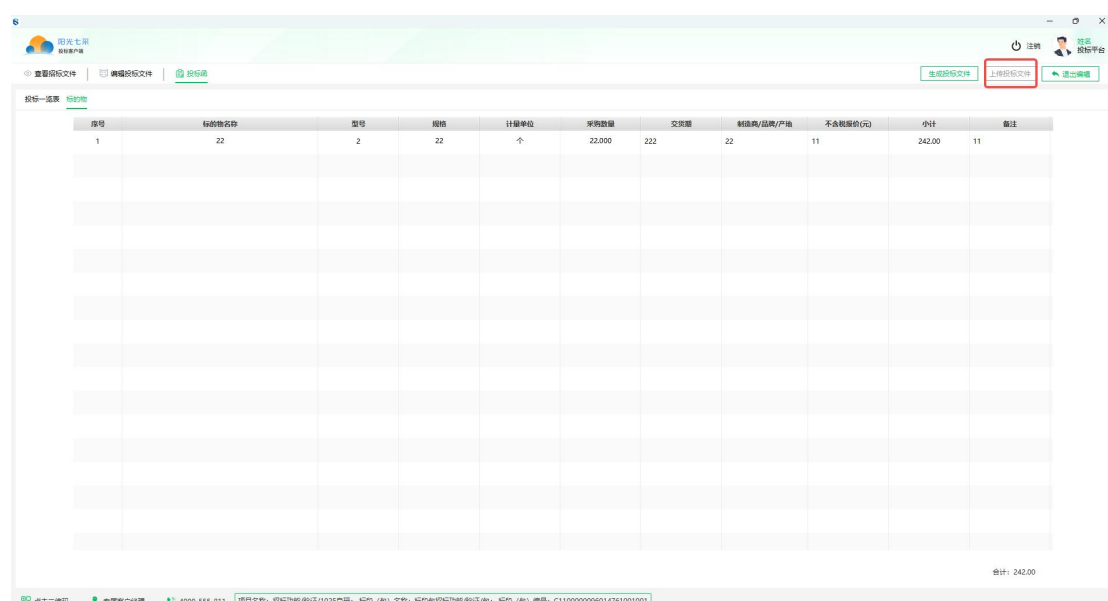 阳光七采
投标客户端
注销
姓名
投标平台
查看招标文件 编辑投标文件 投标函
生成投标文件 上传投标文件 退出编辑
投标一览表 标的物
序号 标的物名称 型号 规格 计量单位 采购数量 交货期 制造商/品牌/产地 不含税报价(元) 小计 备注
1 22 2 22 个 22.000 222 22 11 242.00 11
合计: 242.00